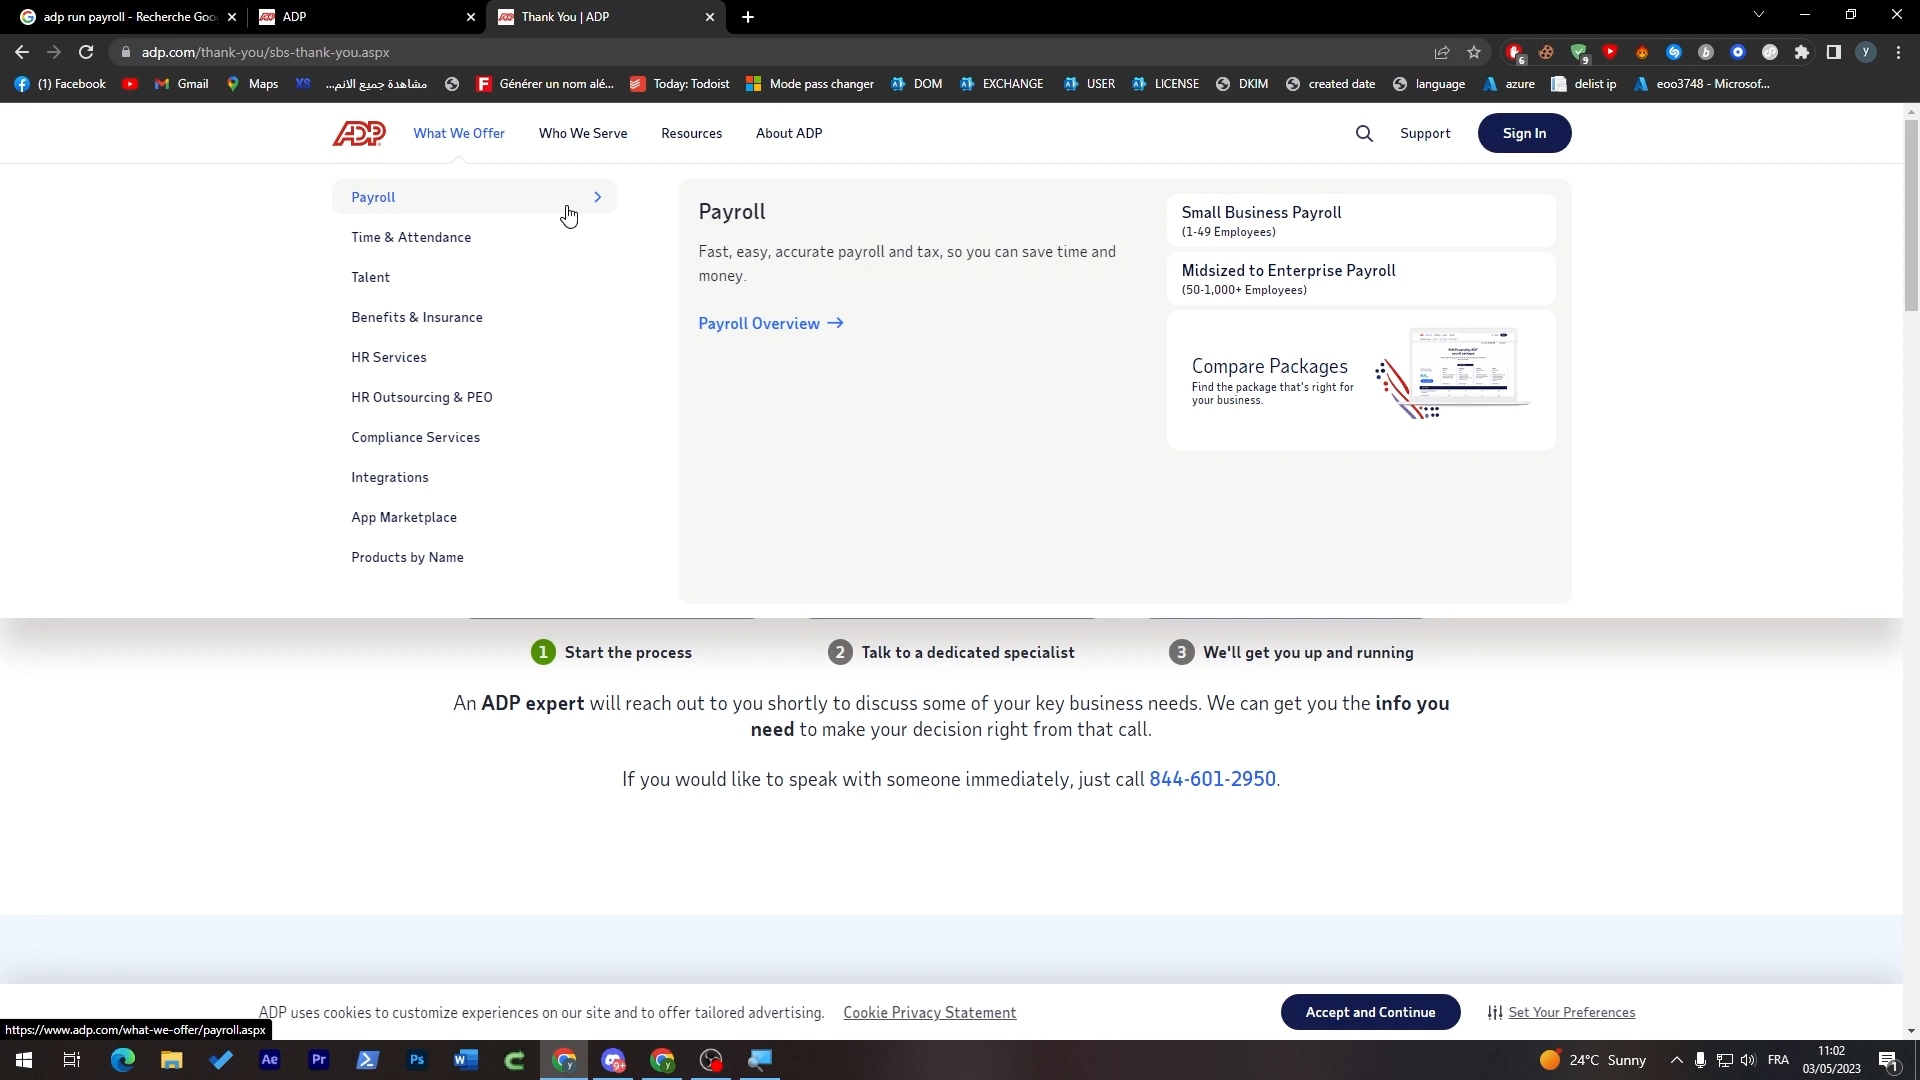 adp run payroll - Recherche Goo
ADP
Thank You | ADP
adp.com/thank-you/sbs-thank-you.aspx
6
9
y
(1) Facebook
Gmail
Maps
مشاهدة جميع الانم...
Générer un nom alé...
Today: Todoist
Mode pass changer
DOM
EXCHANGE
USER
LICENSE
DKIM
created date
language
azure
delist ip
eoo3748 - Microsof...
ADP
What We Offer
Who We Serve
Resources
About ADP
Support
Sign In
Payroll
Time & Attendance
Talent
Benefits & Insurance
HR Services
HR Outsourcing & PEO
Compliance Services
Integrations
App Marketplace
Products by Name
Payroll
Fast, easy, accurate payroll and tax, so you can save time and
money.
Payroll Overview
Small Business Payroll
(1-49 Employees)
Midsized to Enterprise Payroll
(50-1,000+ Employees)
Compare Packages
Find the package that's right for
your business.
1 Start the process
2 Talk to a dedicated specialist
3 We'll get you up and running
An ADP expert will reach out to you shortly to discuss some of your key business needs. We can get you the info you
need to make your decision right from that call.
If you would like to speak with someone immediately, just call 844-601-2950.
ADP uses cookies to customize experiences on our site and to offer tailored advertising.
Cookie Privacy Statement
Accept and Continue
Set Your Preferences
https://www.adp.com/what-we-offer/payroll.aspx
Ae
Pr
Ps
9+
24°C Sunny
FRA
11:02
03/05/2023
1